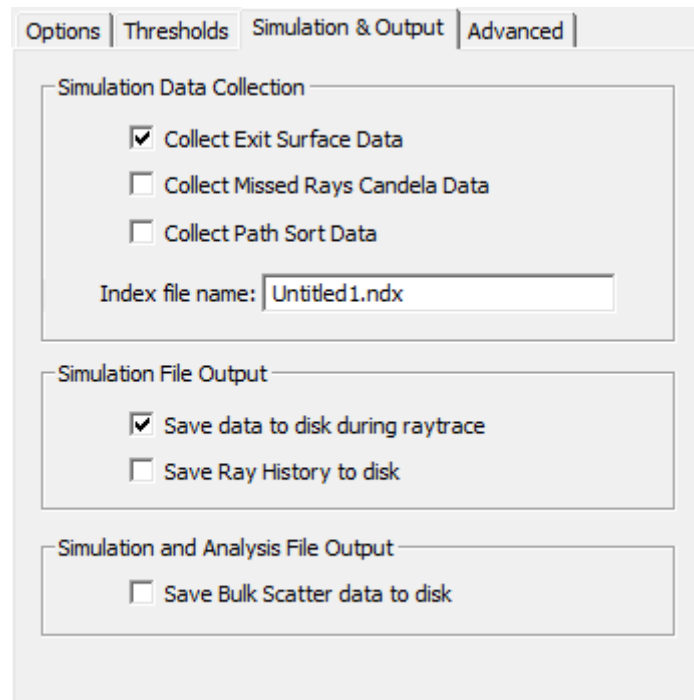 Options Thresholds Simulation & Output Advanced
Simulation Data Collection
Collect Exit Surface Data
Collect Missed Rays Candela Data
Collect Path Sort Data
Index file name: Untitled1.ndx
Simulation File Output
Save data to disk during raytrace
Save Ray History to disk
Simulation and Analysis File Output
Save Bulk Scatter data to disk